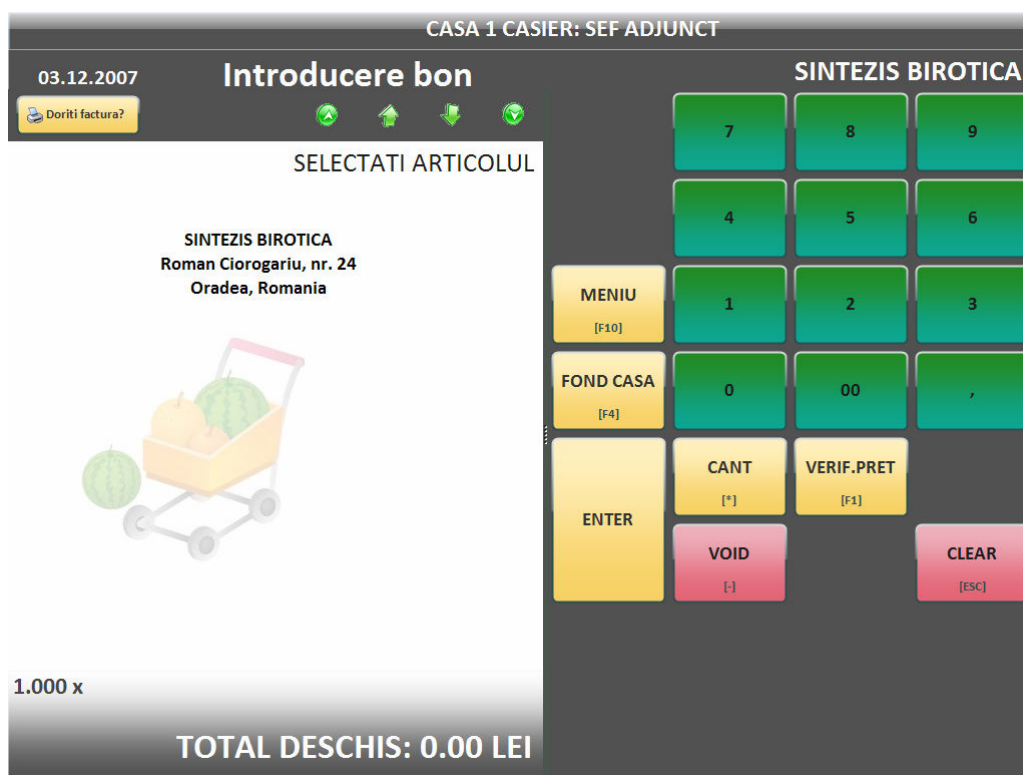 CASA 1 CASIER: SEF ADJUNCT
03.12.2007
Introducere bon
SINTEZIS BIROTICA
Doriti factura?
SELECTATI ARTICOLUL
SINTEZIS BIROTICA
Roman Ciorogariu, nr. 24
Oradea, Romania
1.000 x
TOTAL DESCHIS: 0.00 LEI
7 8 9
4 5 6
MENIU 1 2 3
[F10]
FOND CASA 0 00 ,
[F4]
CANT VERIF.PRET
[*] [F1]
ENTER
VOID CLEAR
[-] [ESC]